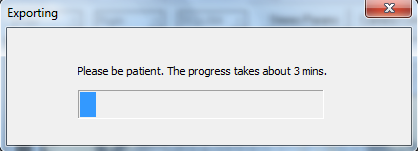 Exporting
Please be patient. The progress takes about 3 mins.